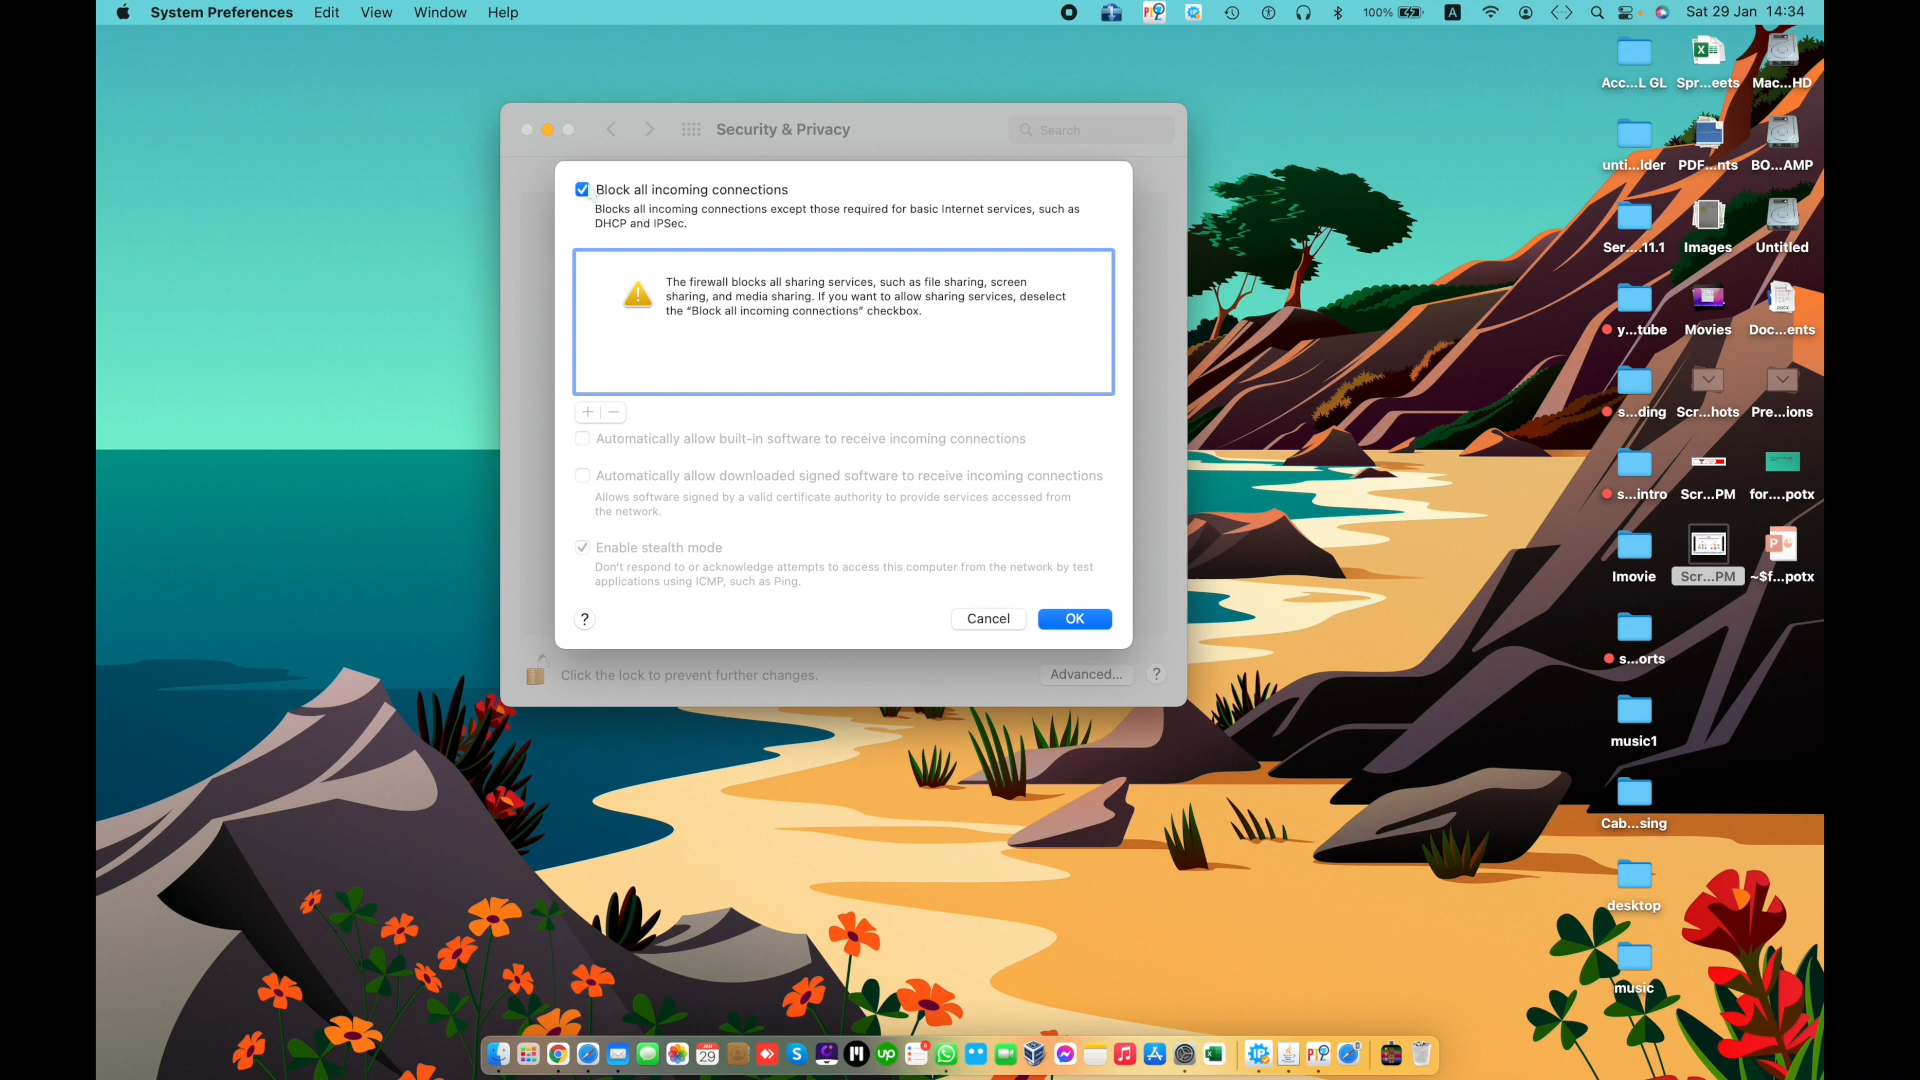 System Preferences Edit View Window Help
100% A Sat 29 Jan 14:34
Acc...L GL Spr...eets Mac...HD
unti...lder PDF...nts BO...AMP
Ser....11.1 Images Untitled
y...tube Movies Doc...ents
s...ding Scr...hots Pre...ions
s...intro Scr...PM for....potx
Imovie Scr...PM ~$f...potx
s...orts
music1
Cab...sing
desktop
music
Security & Privacy
Search
Block all incoming connections
Blocks all incoming connections except those required for basic Internet services, such as
DHCP and IPSec.
The firewall blocks all sharing services, such as file sharing, screen
sharing, and media sharing. If you want to allow sharing services, deselect
the “Block all incoming connections” checkbox.
Automatically allow built-in software to receive incoming connections
Automatically allow downloaded signed software to receive incoming connections
Allows software signed by a valid certificate authority to provide services accessed from
the network.
Enable stealth mode
Don't respond to or acknowledge attempts to access this computer from the network by test
applications using ICMP, such as Ping.
? Cancel OK
Click the lock to prevent further changes. Advanced... ?
29 up